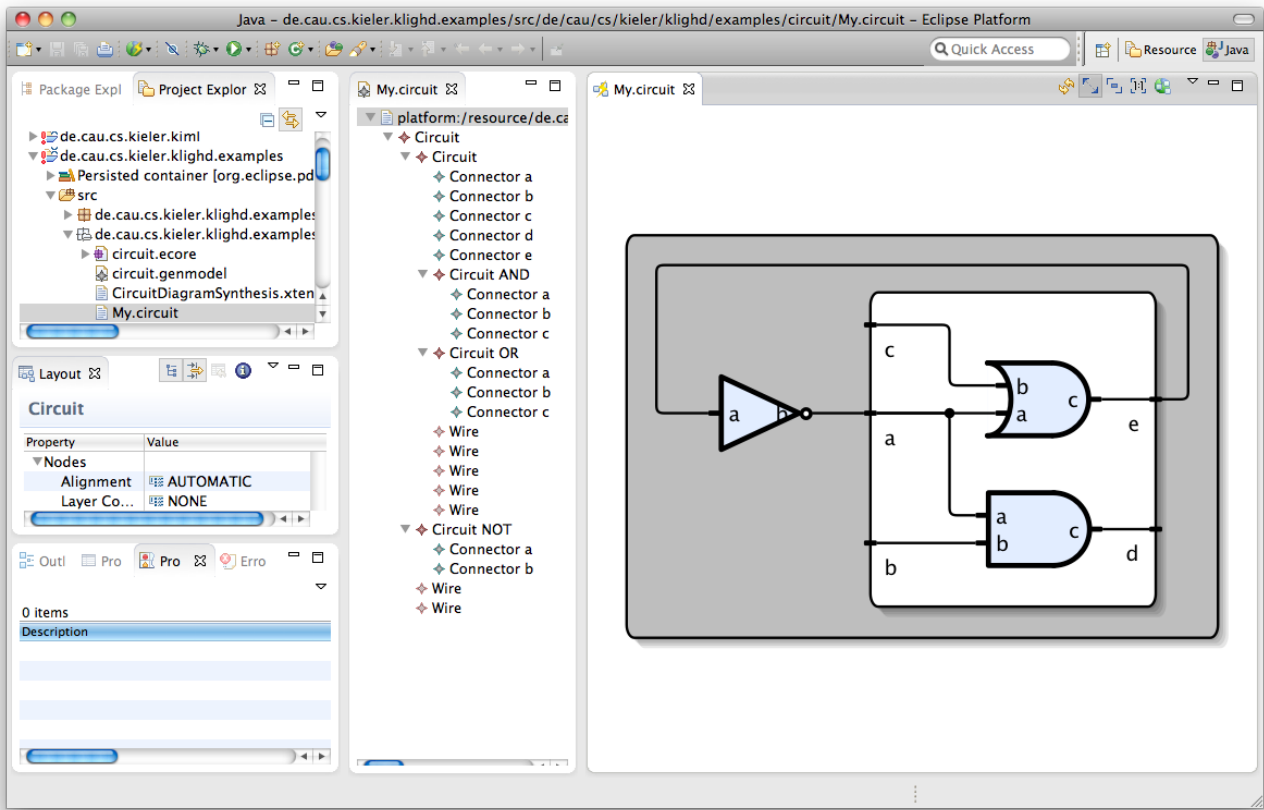 Java – de.cau.cs.kieler.klighd.examples/src/de/cau/cs/kieler/klighd/examples/circuit/My.circuit – Eclipse Platform
Quick Access
Resource
Java
Package Expl
Project Explor
de.cau.cs.kieler.kiml
de.cau.cs.kieler.klighd.examples
Persisted container [org.eclipse.pd
src
de.cau.cs.kieler.klighd.examples
de.cau.cs.kieler.klighd.examples
circuit.ecore
circuit.genmodel
CircuitDiagramSynthesis.xten
My.circuit
Layout
Circuit
Property Value
Nodes
Alignment AUTOMATIC
Layer Co... NONE
Outl
Pro
Pro
Erro
0 items
Description
My.circuit
platform:/resource/de.ca
Circuit
Circuit
Connector a
Connector b
Connector c
Connector d
Connector e
Circuit AND
Connector a
Connector b
Connector c
Circuit OR
Connector a
Connector b
Connector c
Wire
Wire
Wire
Wire
Wire
Circuit NOT
Connector a
Connector b
Wire
Wire
My.circuit
c
b
c
a
a b
a
e
a
c
b
b
d